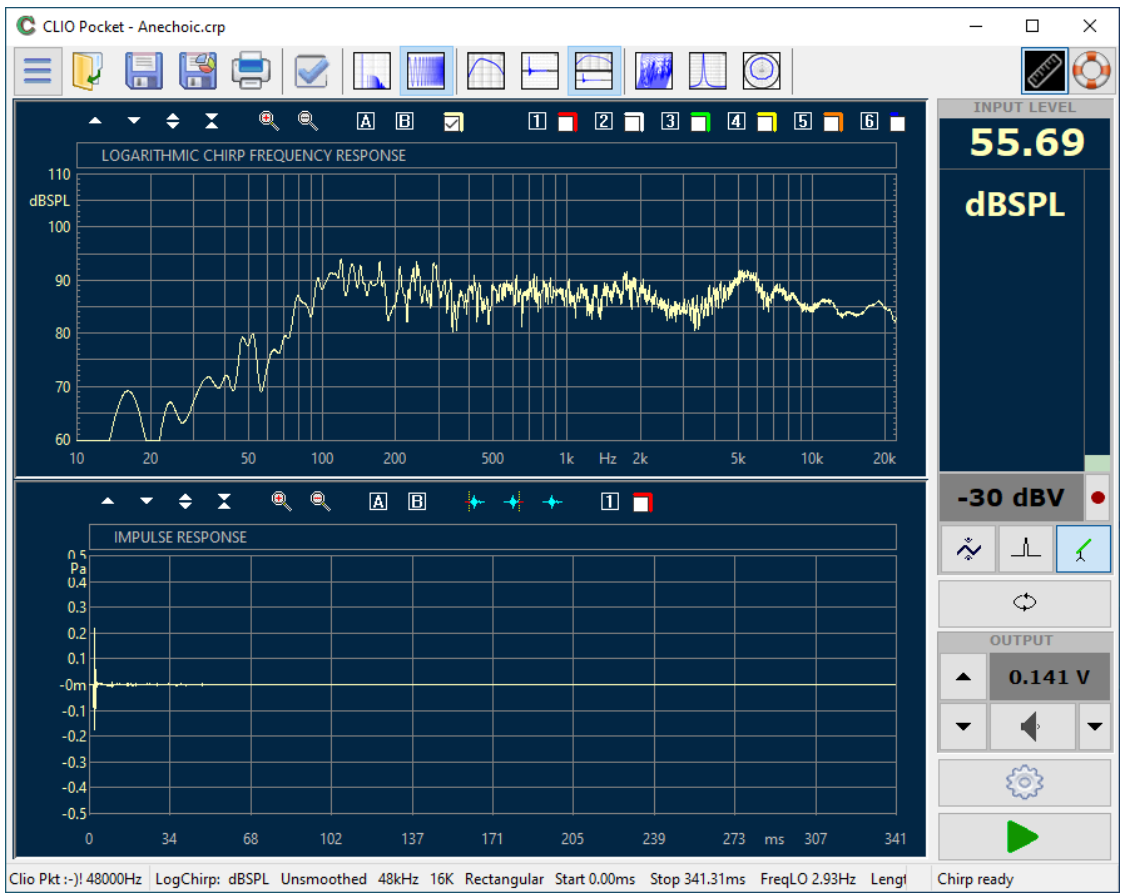 CLIO Pocket - Anechoic.crp
INPUT LEVEL
55.69
dBSPL
A B 1 2 3 4 5 6
LOGARITHMIC CHIRP FREQUENCY RESPONSE
110
dBSPL
100
90
80
70
60
10 20 50 100 200 500 1k Hz 2k 5k 10k 20k
-30 dBV
A B 1
IMPULSE RESPONSE
0.5
Pa
0.4
0.3
0.2
0.1
-0m
-0.1
-0.2
-0.3
-0.4
-0.5
0 34 68 102 137 171 205 239 273 ms 307 341
OUTPUT
0.141 V
Clio Pkt :-)! 48000Hz LogChirp: dBSPL Unsmoothed 48kHz 16K Rectangular Start 0.00ms Stop 341.31ms FreqLO 2.93Hz Chirp ready